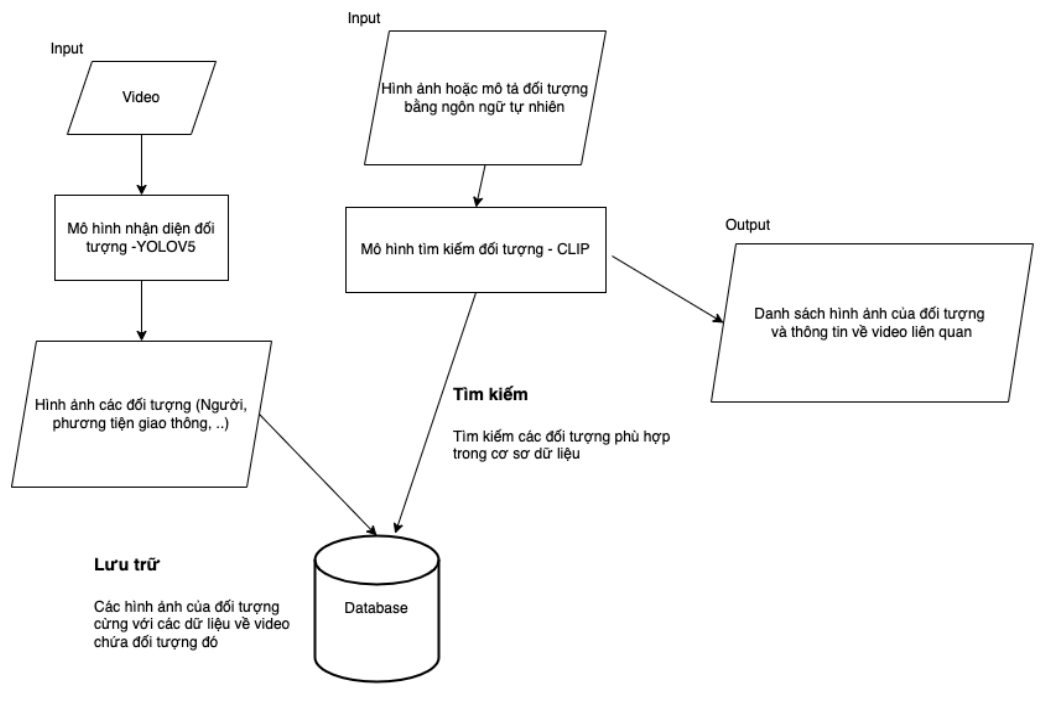 Input
Video
Mô hình nhận diện đối
tượng -YOLOV5
Hình ảnh các đối tượng (Người,
phương tiện giao thông, ..)
Lưu trữ
Các hình ảnh của đối tượng
cừng với các dữ liệu về video
chứa đối tượng đó
Input
Hình ảnh hoặc mô tả đối tượng
bằng ngôn ngữ tự nhiên
Mô hình tìm kiếm đối tượng - CLIP
Tìm kiếm
Tìm kiếm các đối tượng phù hợp
trong cơ sơ dữ liệu
Database
Output
Danh sách hình ảnh của đối tượng
và thông tin về video liên quan